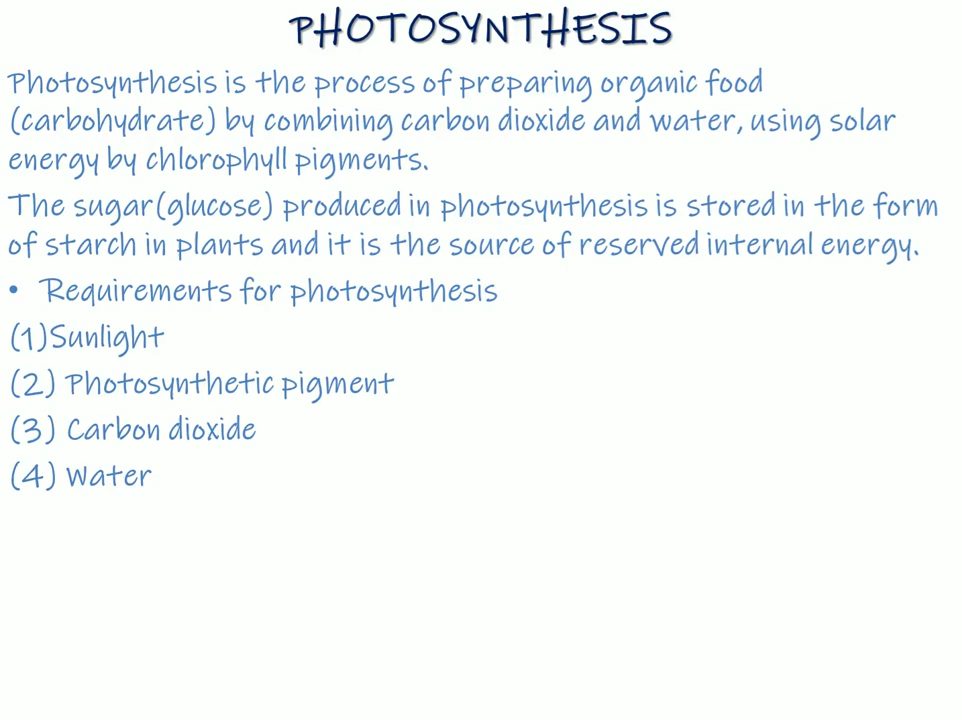 PHOTOSYNTHESIS
Photosynthesis is the process of preparing organic food
(carbohydrate) by combining carbon dioxide and water, using solar
energy by chlorophyll pigments.
The sugar(glucose) produced in photosynthesis is stored in the form
of starch in plants and it is the source of reserved internal energy.
• Requirements for photosynthesis
(1)Sunlight
(2) Photosynthetic pigment
(3) Carbon dioxide
(4) Water